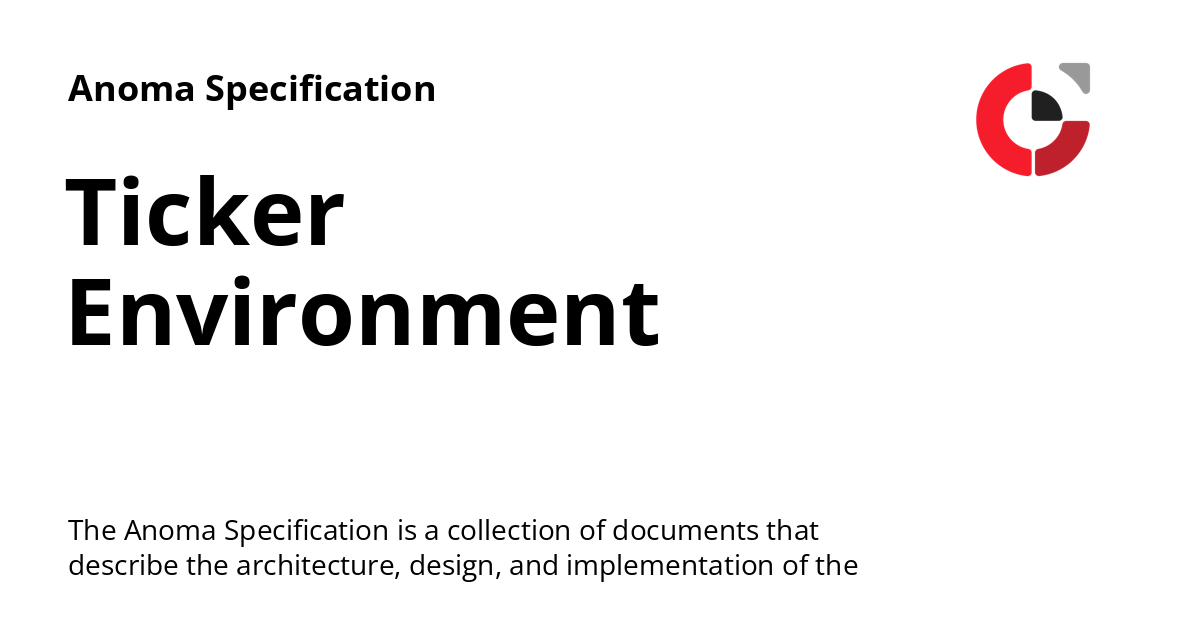 Anoma Specification
Ticker
Environment
The Anoma Specification is a collection of documents that
describe the architecture, design, and implementation of the